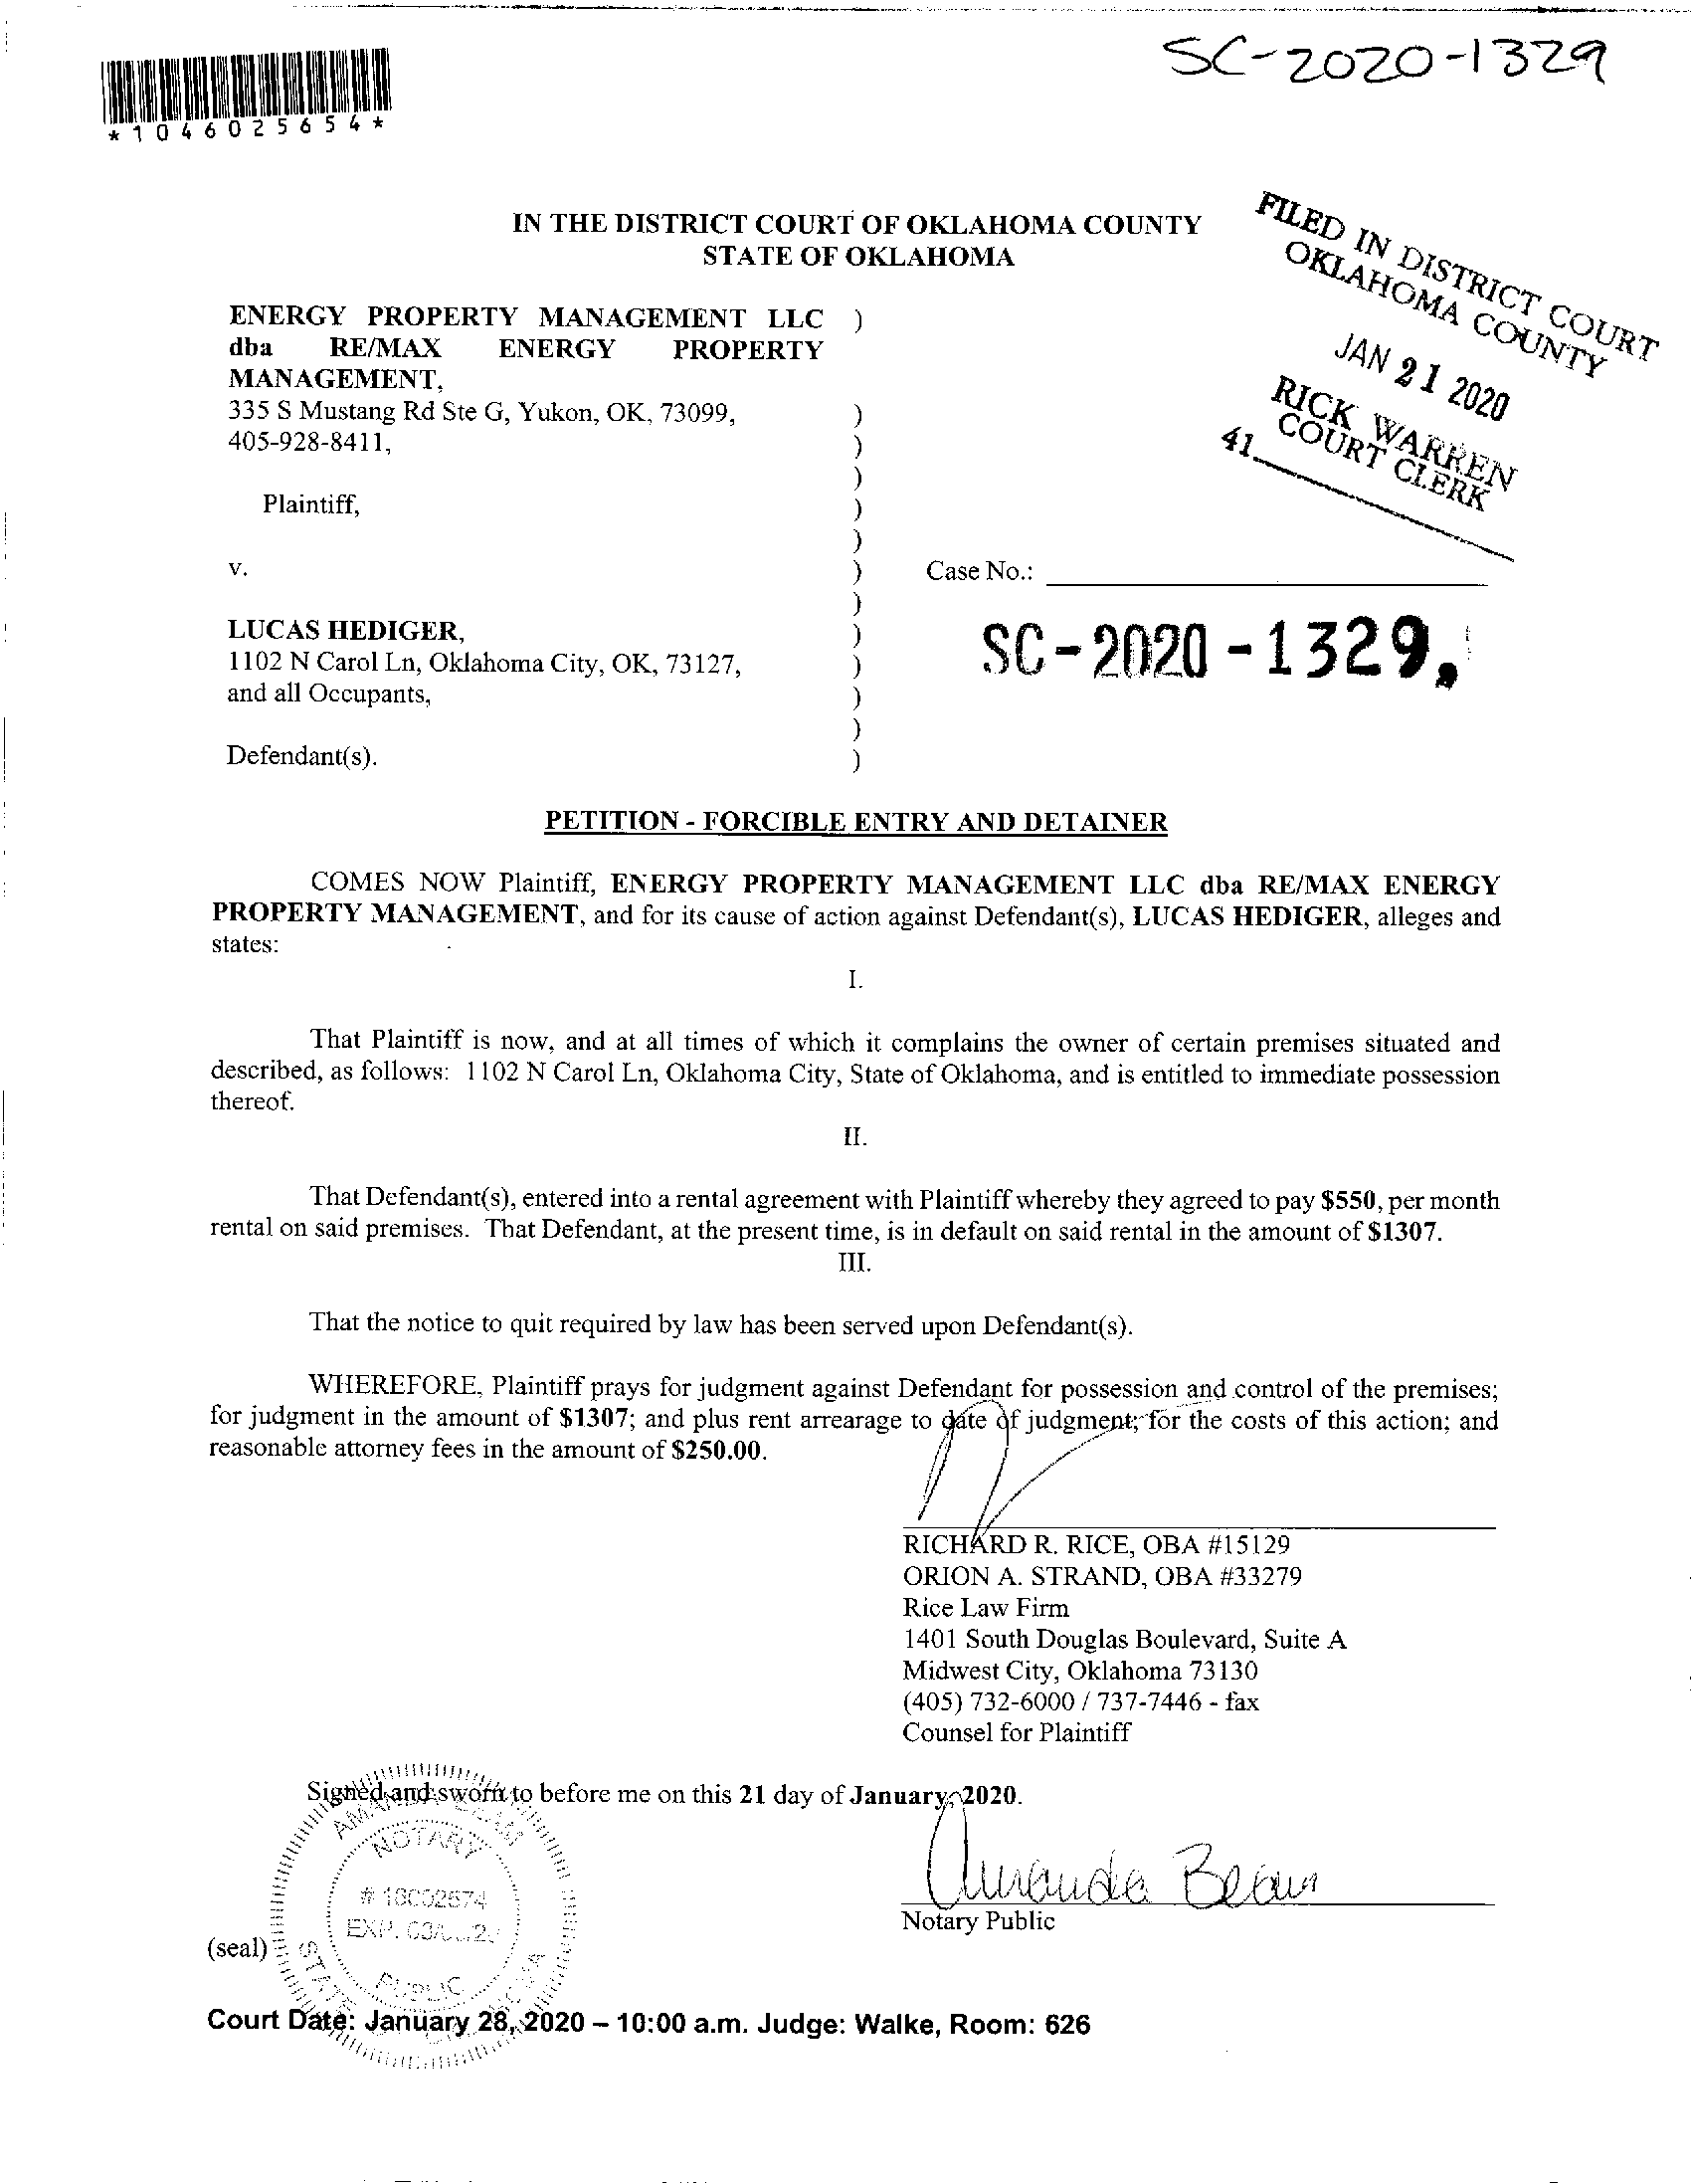 SC-2020-1329
*1046025654*
IN THE DISTRICT COURT OF OKLAHOMA COUNTY
STATE OF OKLAHOMA
FILED IN DISTRICT COURT
OKLAHOMA COUNTY
JAN 21 2020
RICK WARREN
COURT CLERK
41
ENERGY PROPERTY MANAGEMENT LLC )
dba RE/MAX ENERGY PROPERTY
MANAGEMENT,
335 S Mustang Rd Ste G, Yukon, OK, 73099, )
405-928-8411, )
)
Plaintiff, )
)
v. ) Case No.:
)
LUCAS HEDIGER, )
1102 N Carol Ln, Oklahoma City, OK, 73127, )
and all Occupants, )
)
Defendant(s). )
SC-2020-1329,
PETITION - FORCIBLE ENTRY AND DETAINER
COMES NOW Plaintiff, ENERGY PROPERTY MANAGEMENT LLC dba RE/MAX ENERGY
PROPERTY MANAGEMENT, and for its cause of action against Defendant(s), LUCAS HEDIGER, alleges and
states:
I.
That Plaintiff is now, and at all times of which it complains the owner of certain premises situated and
described, as follows: 1102 N Carol Ln, Oklahoma City, State of Oklahoma, and is entitled to immediate possession
thereof.
II.
That Defendant(s), entered into a rental agreement with Plaintiff whereby they agreed to pay $550, per month
rental on said premises. That Defendant, at the present time, is in default on said rental in the amount of $1307.
III.
That the notice to quit required by law has been served upon Defendant(s).
WHEREFORE, Plaintiff prays for judgment against Defendant for possession and control of the premises;
for judgment in the amount of $1307; and plus rent arrearage to date of judgment; for the costs of this action; and
reasonable attorney fees in the amount of $250.00.
RICHARD R. RICE, OBA #15129
ORION A. STRAND, OBA #33279
Rice Law Firm
1401 South Douglas Boulevard, Suite A
Midwest City, Oklahoma 73130
(405) 732-6000 / 737-7446 - fax
Counsel for Plaintiff
Signed and sworn to before me on this 21 day of January, 2020.
Amanda Beam
Notary Public
AMANDA BEAM
NOTARY
# 18002674
EXP.
PUBLIC
STATE
(seal)
Court Date: January 28, 2020 – 10:00 a.m. Judge: Walke, Room: 626